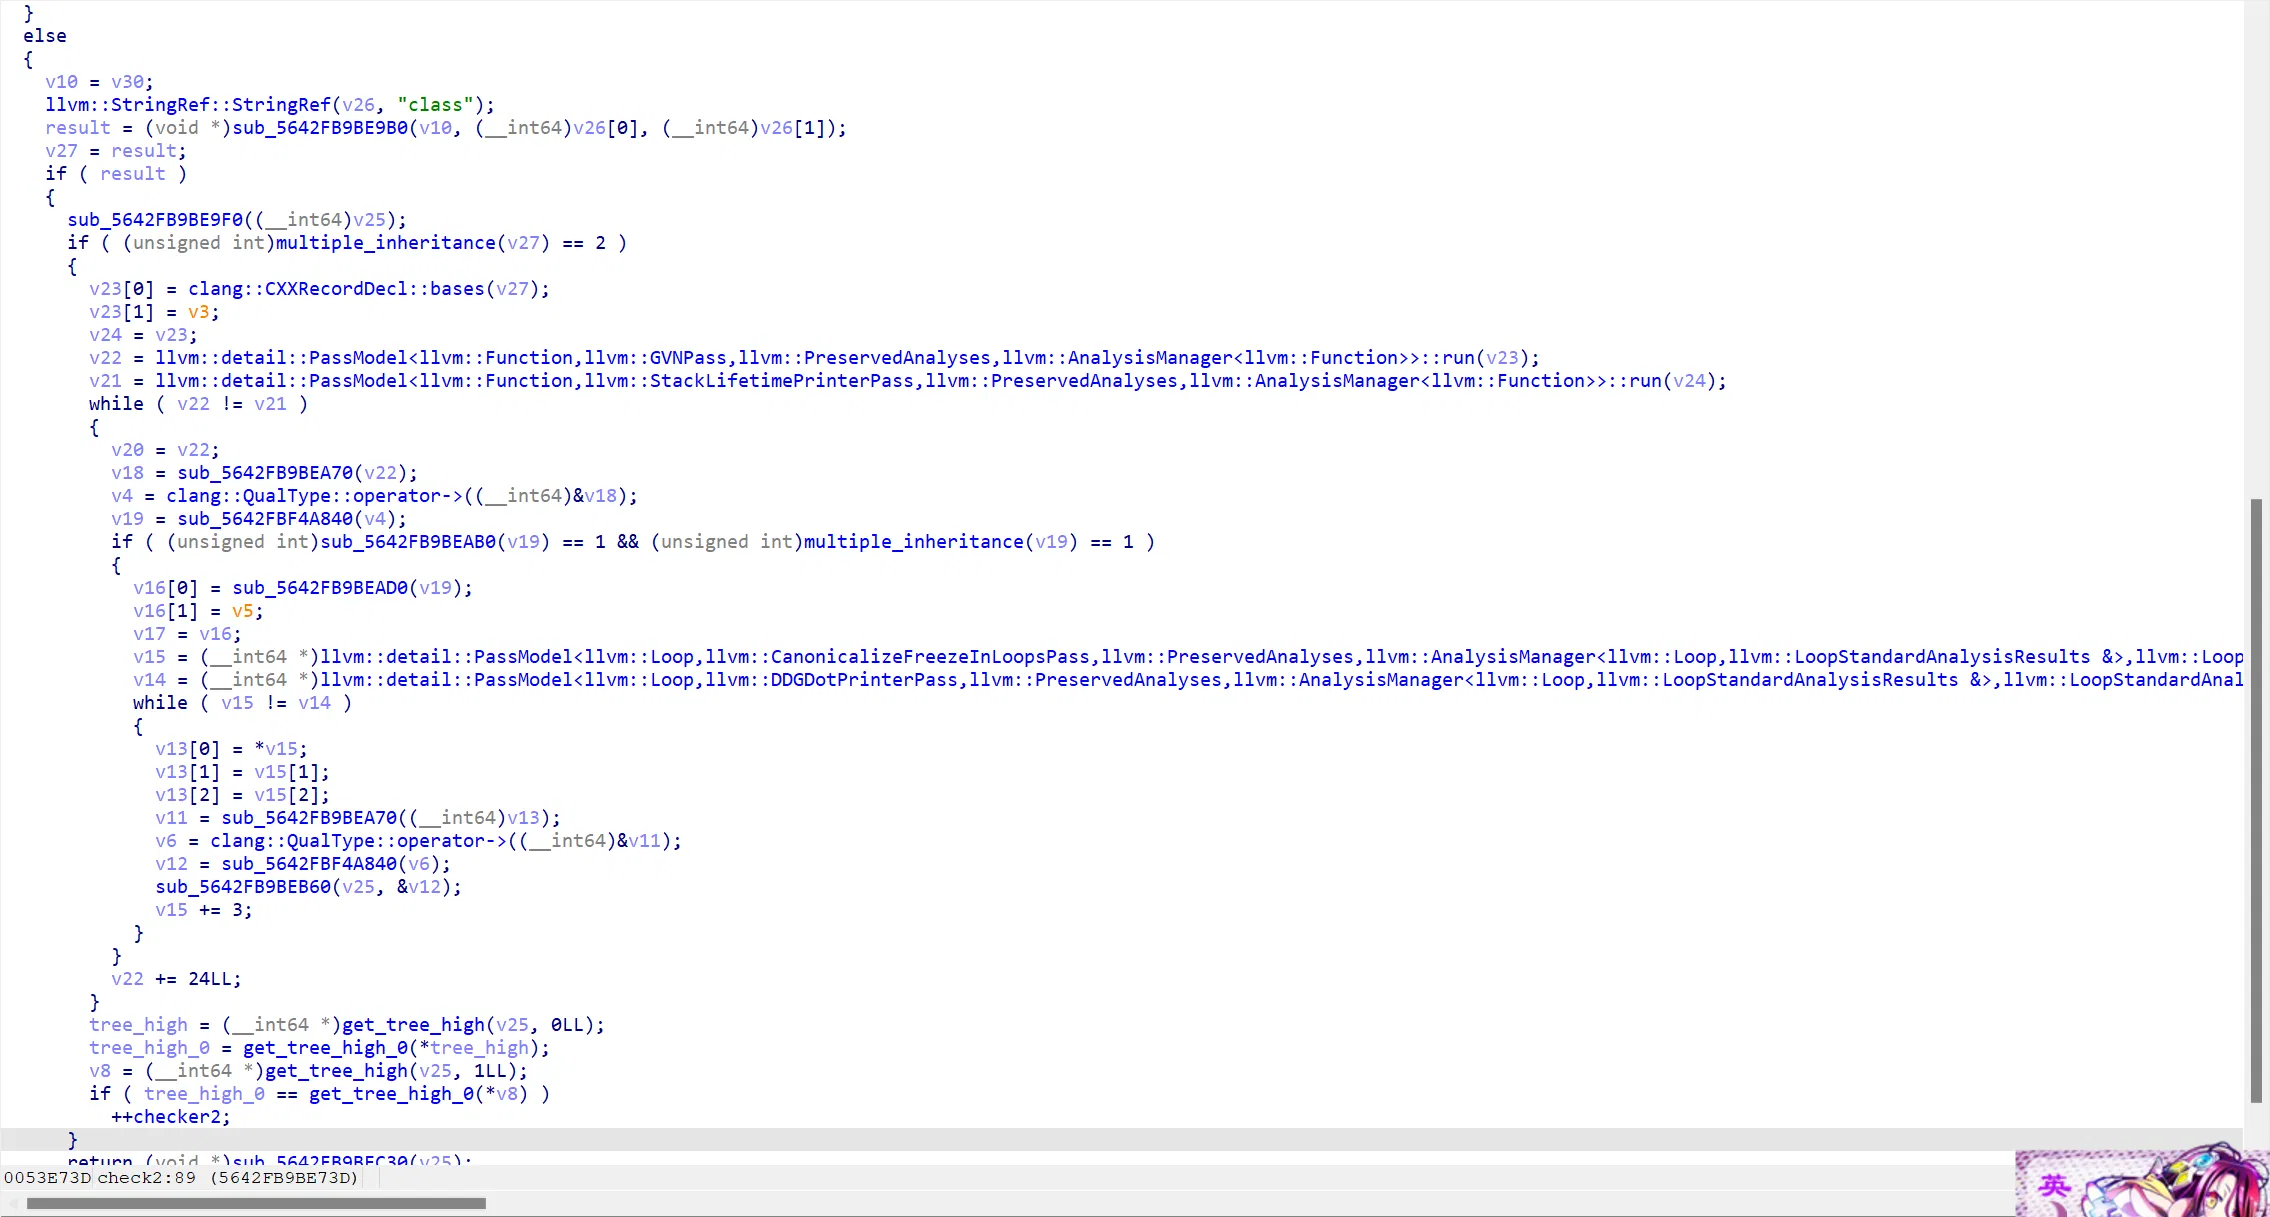 }
else
{
v10 = v30;
llvm::StringRef::StringRef(v26, "class");
result = (void *)sub_5642FB9BE9B0(v10, (__int64)v26[0], (__int64)v26[1]);
v27 = result;
if ( result )
{
sub_5642FB9BE9F0((__int64)v25);
if ( (unsigned int)multiple_inheritance(v27) == 2 )
{
v23[0] = clang::CXXRecordDecl::bases(v27);
v23[1] = v3;
v24 = v23;
v22 = llvm::detail::PassModel<llvm::Function,llvm::GVNPass,llvm::PreservedAnalyses,llvm::AnalysisManager<llvm::Function>>::run(v23);
v21 = llvm::detail::PassModel<llvm::Function,llvm::StackLifetimePrinterPass,llvm::PreservedAnalyses,llvm::AnalysisManager<llvm::Function>>::run(v24);
while ( v22 != v21 )
{
v20 = v22;
v18 = sub_5642FB9BEA70(v22);
v4 = clang::QualType::operator->((__int64)&v18);
v19 = sub_5642FBF4A840(v4);
if ( (unsigned int)sub_5642FB9BEAB0(v19) == 1 && (unsigned int)multiple_inheritance(v19) == 1 )
{
v16[0] = sub_5642FB9BEAD0(v19);
v16[1] = v5;
v17 = v16;
v15 = (__int64 *)llvm::detail::PassModel<llvm::Loop,llvm::CanonicalizeFreezeInLoopsPass,llvm::PreservedAnalyses,llvm::AnalysisManager<llvm::Loop,llvm::LoopStandardAnalysisResults &>,llvm::Loop
v14 = (__int64 *)llvm::detail::PassModel<llvm::Loop,llvm::DDGDotPrinterPass,llvm::PreservedAnalyses,llvm::AnalysisManager<llvm::Loop,llvm::LoopStandardAnalysisResults &>,llvm::LoopStandardAnal
while ( v15 != v14 )
{
v13[0] = *v15;
v13[1] = v15[1];
v13[2] = v15[2];
v11 = sub_5642FB9BEA70((__int64)v13);
v6 = clang::QualType::operator->((__int64)&v11);
v12 = sub_5642FBF4A840(v6);
sub_5642FB9BEB60(v25, &v12);
v15 += 3;
}
}
v22 += 24LL;
}
tree_high = (__int64 *)get_tree_high(v25, 0LL);
tree_high_0 = get_tree_high_0(*tree_high);
v8 = (__int64 *)get_tree_high(v25, 1LL);
if ( tree_high_0 == get_tree_high_0(*v8) )
++checker2;
}
return (void *)sub_5642FB9BEC30(v25);
0053E73D check2:89 (5642FB9BE73D)
英